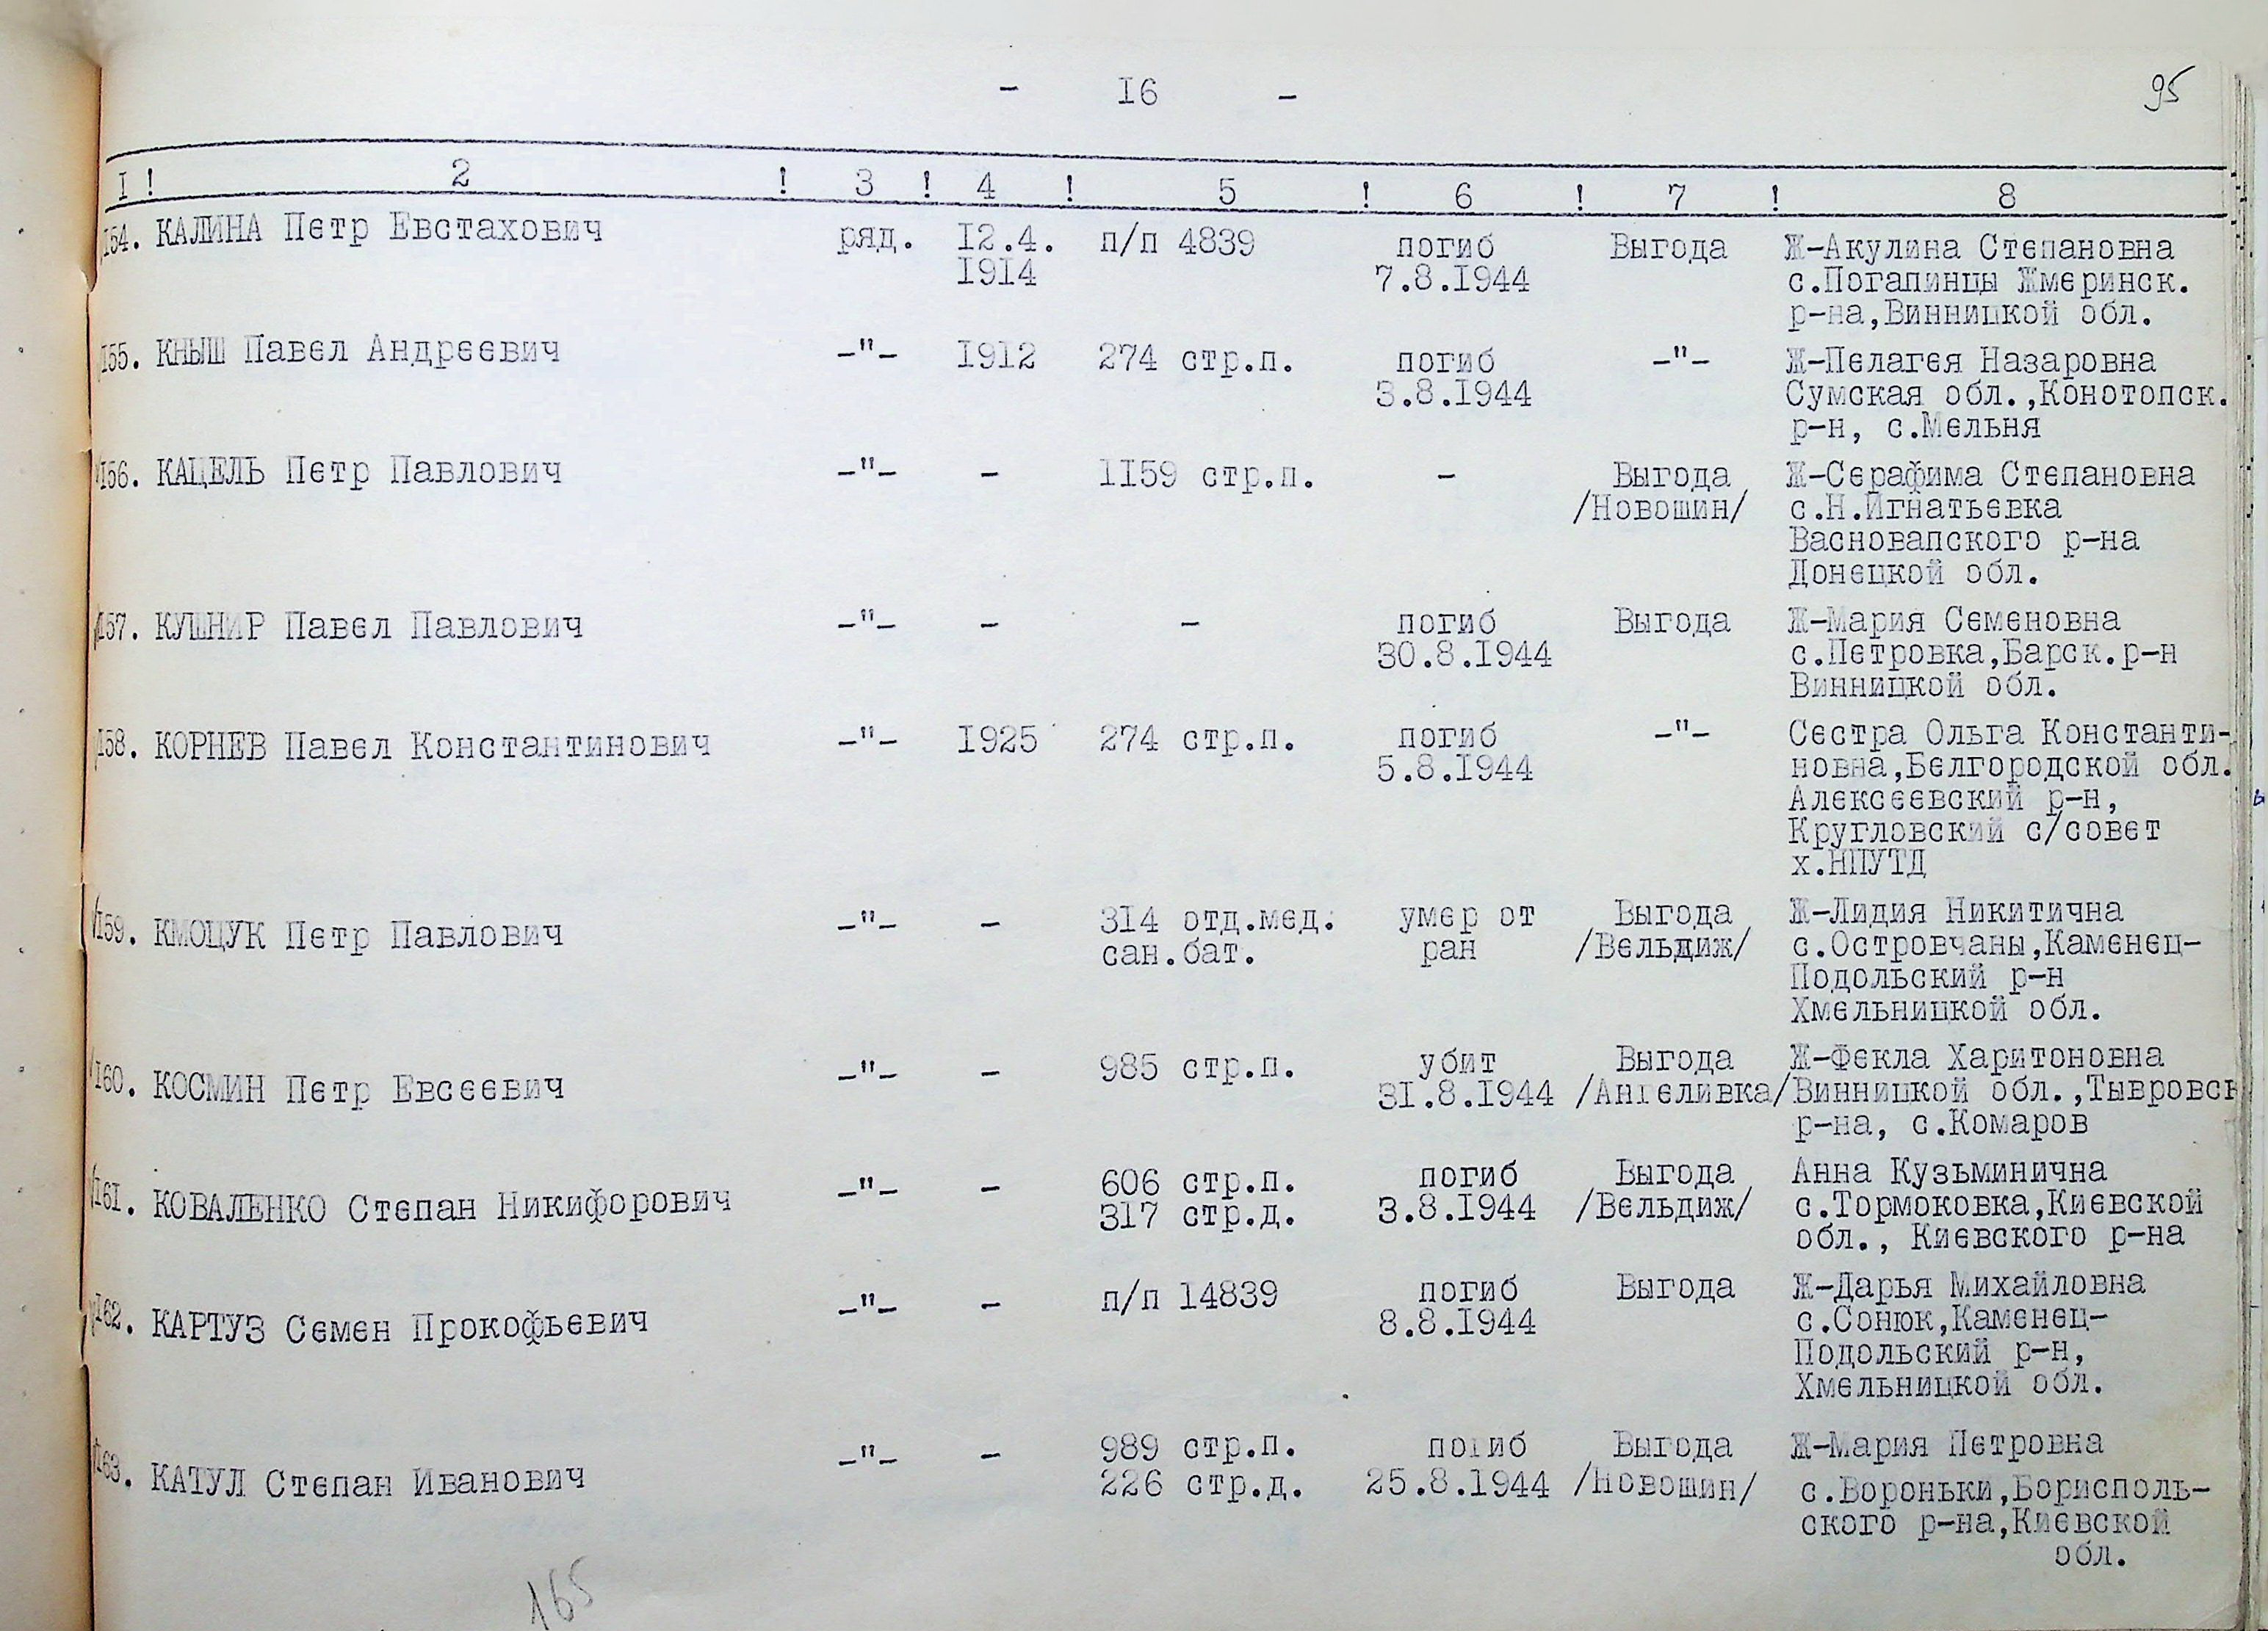 - 16 -
95
1 ! 2 ! 3 ! 4 ! 5 ! 6 ! 7 ! 8
154. КАЛИНА Петр Евстахович ряд. 12.4. п/п 4839 погиб Выгода Ж-Акулина Степановна
1914 7.8.1944 с.Погапинцы Жмеринск.
р-на,Винницкой обл.
155. КНЫШ Павел Андреевич -"- 1912 274 стр.п. погиб -"- Ж-Пелагея Назаровна
3.8.1944 Сумская обл.,Конотопск.
р-н, с.Мельня
156. КАЦЕЛЬ Петр Павлович -"- - 1159 стр.п. - Выгода Ж-Серафима Степановна
/Новошин/ с.Н.Игнатьевка
Васновапского р-на
Донецкой обл.
157. КУШНИР Павел Павлович -"- - - погиб Выгода Ж-Мария Семеновна
30.8.1944 с.Петровка,Барск.р-н
Винницкой обл.
158. КОРНЕВ Павел Константинович -"- 1925 274 стр.п. погиб -"- Сестра Ольга Константи-
5.8.1944 новна,Белгородской обл.
Алексеевский р-н,
Кругловский с/совет
х.НПУТД
159. КМОЦУК Петр Павлович -"- - 314 отд.мед. умер от Выгода Ж-Лидия Никитична
сан.бат. ран /Вельдиж/ с.Островчаны,Каменец-
Подольский р-н
Хмельницкой обл.
160. КОСМИН Петр Евсеевич -"- - 985 стр.п. убит Выгода Ж-Фекла Харитоновна
31.8.1944 /Ангеливка/ Винницкой обл.,Тывровск
р-на, с.Комаров
161. КОВАЛЕНКО Степан Никифорович -"- - 606 стр.п. погиб Выгода Анна Кузьминична
317 стр.д. 3.8.1944 /Вельдиж/ с.Тормоковка,Киевской
обл., Киевского р-на
162. КАРТУЗ Семен Прокофьевич -"- - п/п 14839 погиб Выгода Ж-Дарья Михайловна
8.8.1944 с.Сонюк,Каменец-
Подольский р-н,
Хмельницкой обл.
163. КАТУЛ Степан Иванович -"- - 989 стр.п. погиб Выгода Ж-Мария Петровна
226 стр.д. 25.8.1944 /Новошин/ с.Вороньки,Борисполь-
ского р-на,Киевской
обл.
165